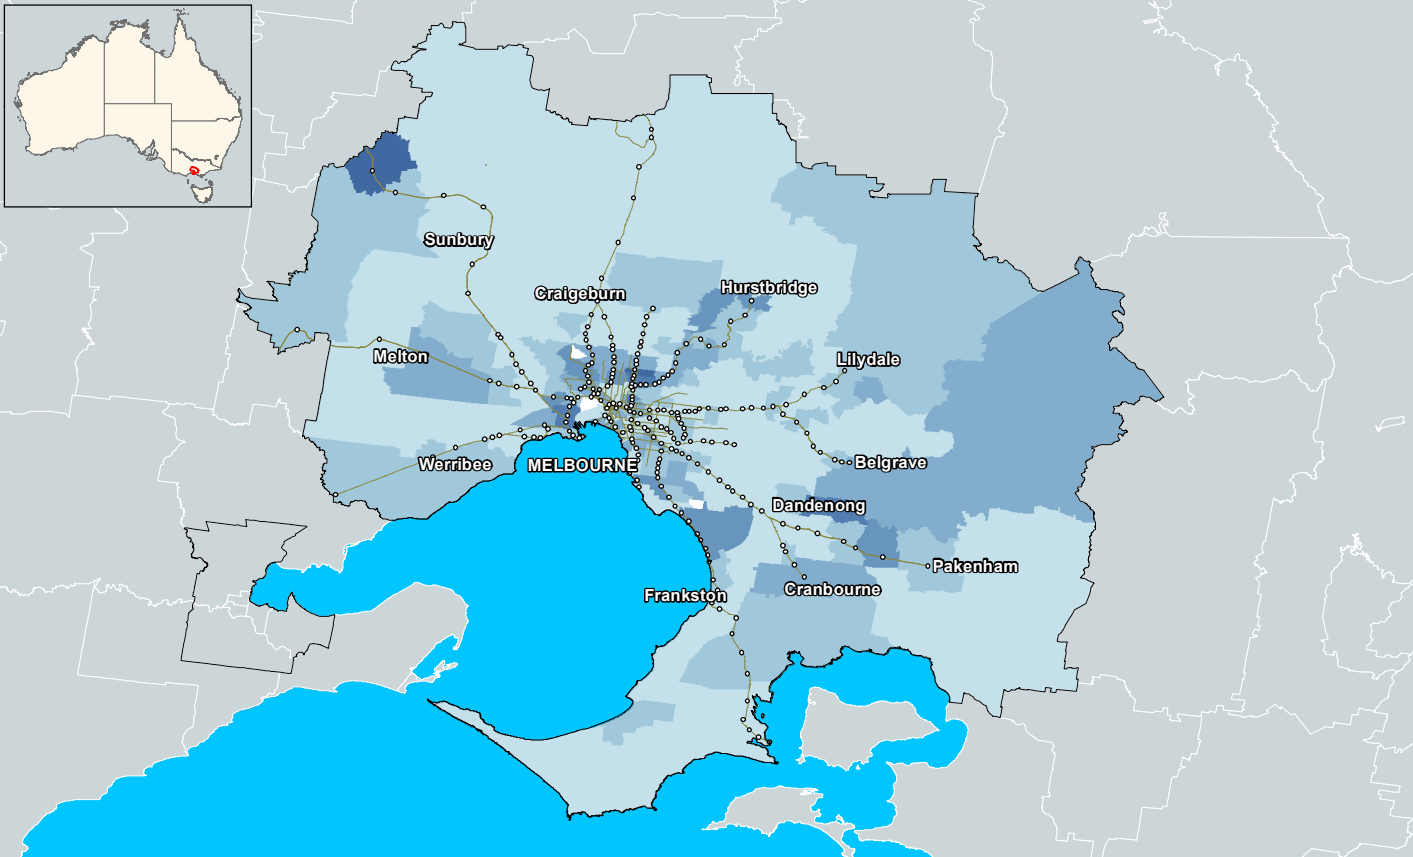 Sunbury
Hurstbridge
Craigeburn
Melton
Lilydale
Werribee
MELBOURNE
Belgrave
Dandenong
Pakenham
Cranbourne
Frankston